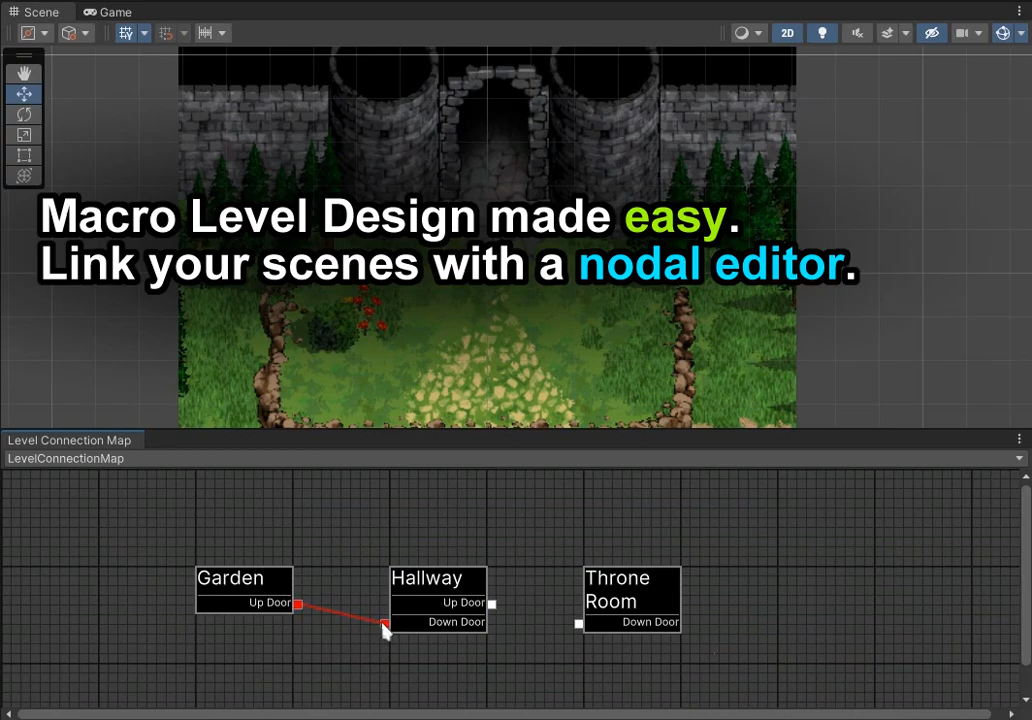 Scene Game
2D
Macro Level Design made easy.
Link your scenes with a nodal editor.
Level Connection Map
LevelConnectionMap
Garden
Up Door
Hallway
Up Door
Down Door
Throne
Room
Down Door